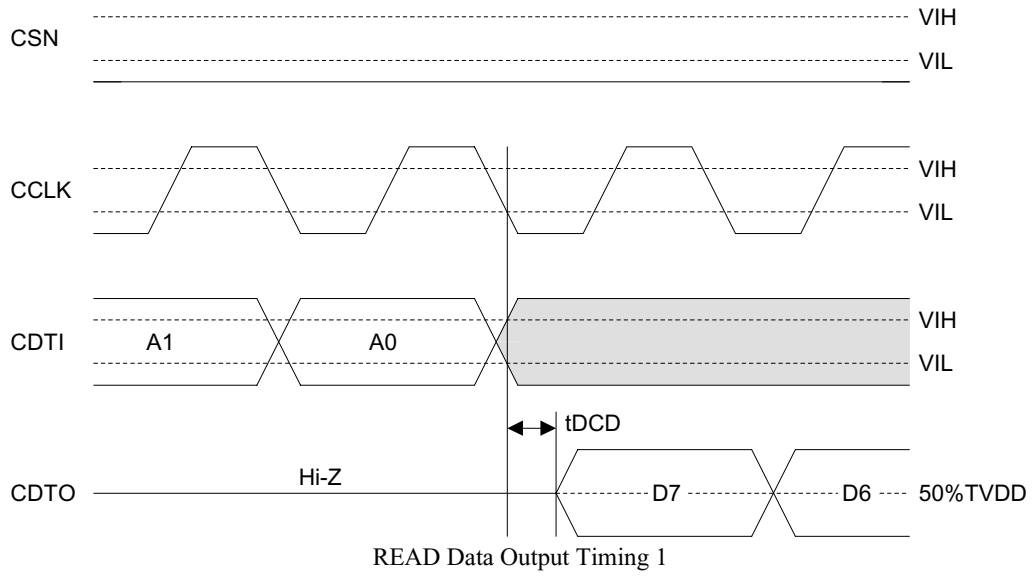 CSN
VIH
VIL
CCLK
VIH
VIL
CDTI
A1
A0
VIH
VIL
tDCD
CDTO
Hi-Z
D7
D6
50%TVDD
READ Data Output Timing 1